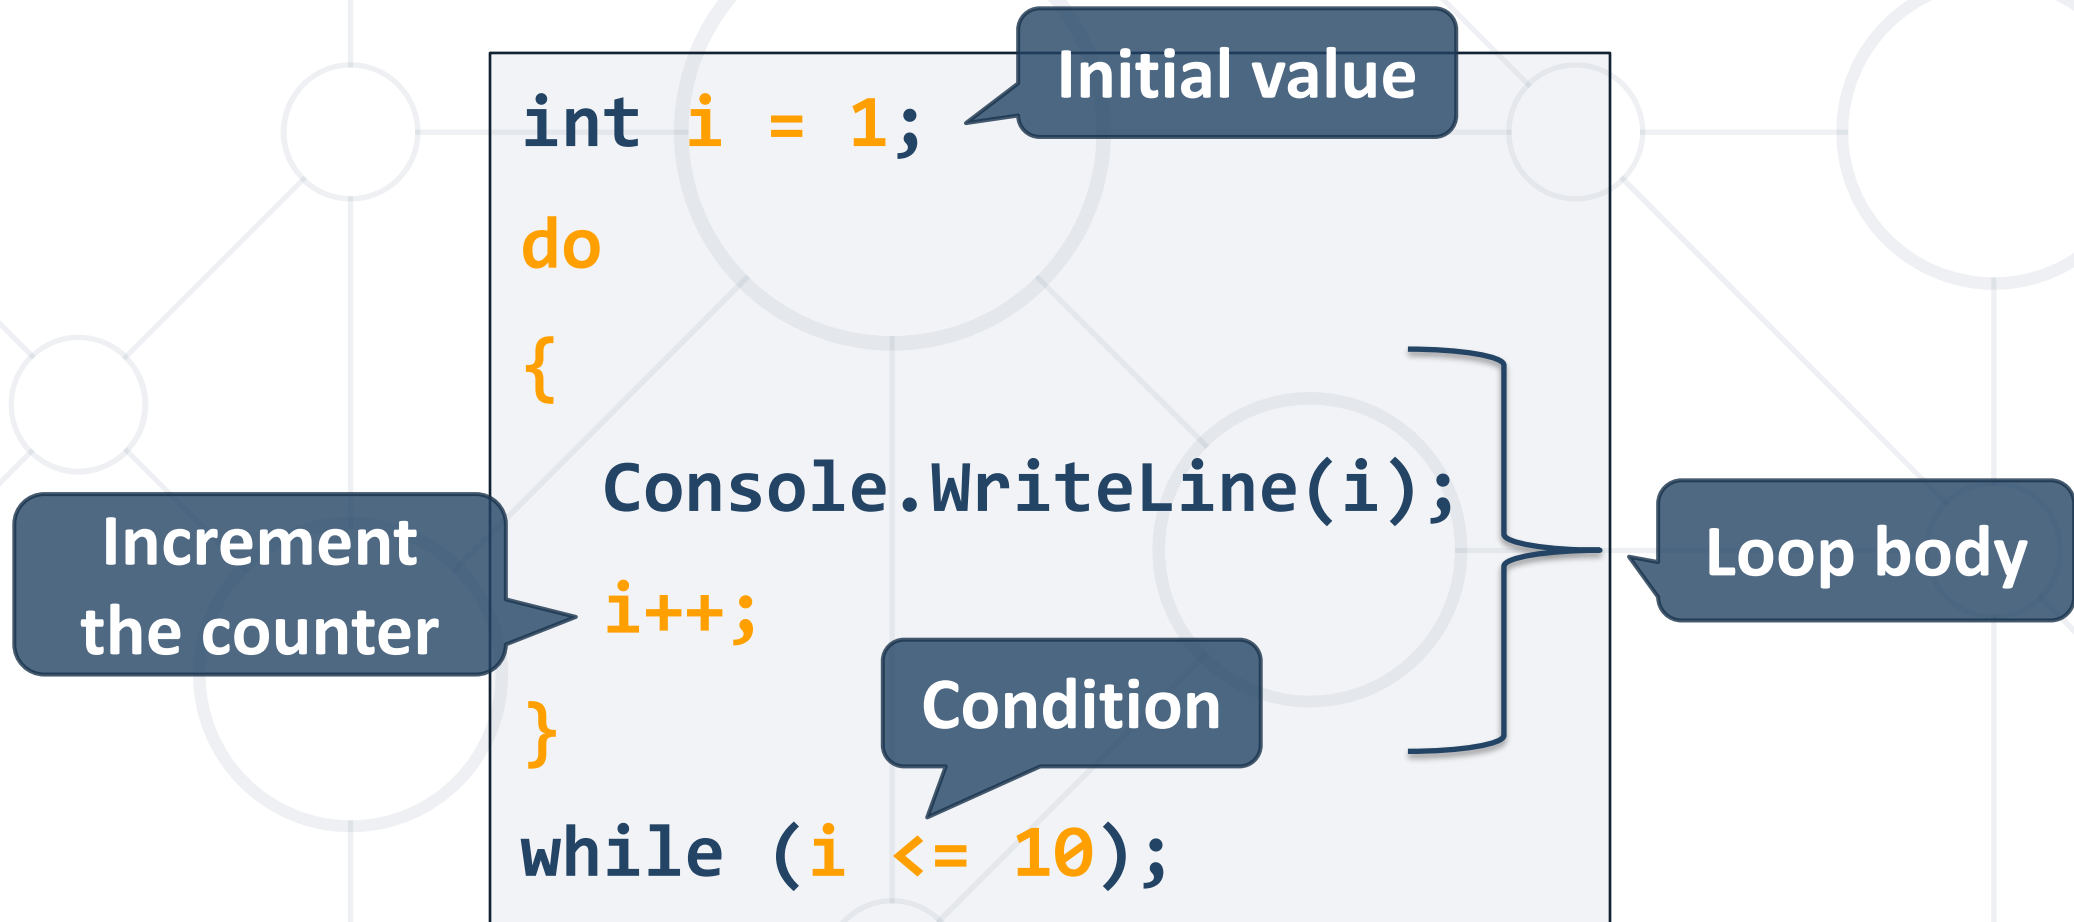 Initial value
int i = 1;
do
{
Console.WriteLine(i);
Increment
the counter
i++;
Loop body
}
Condition
while (i <= 10);